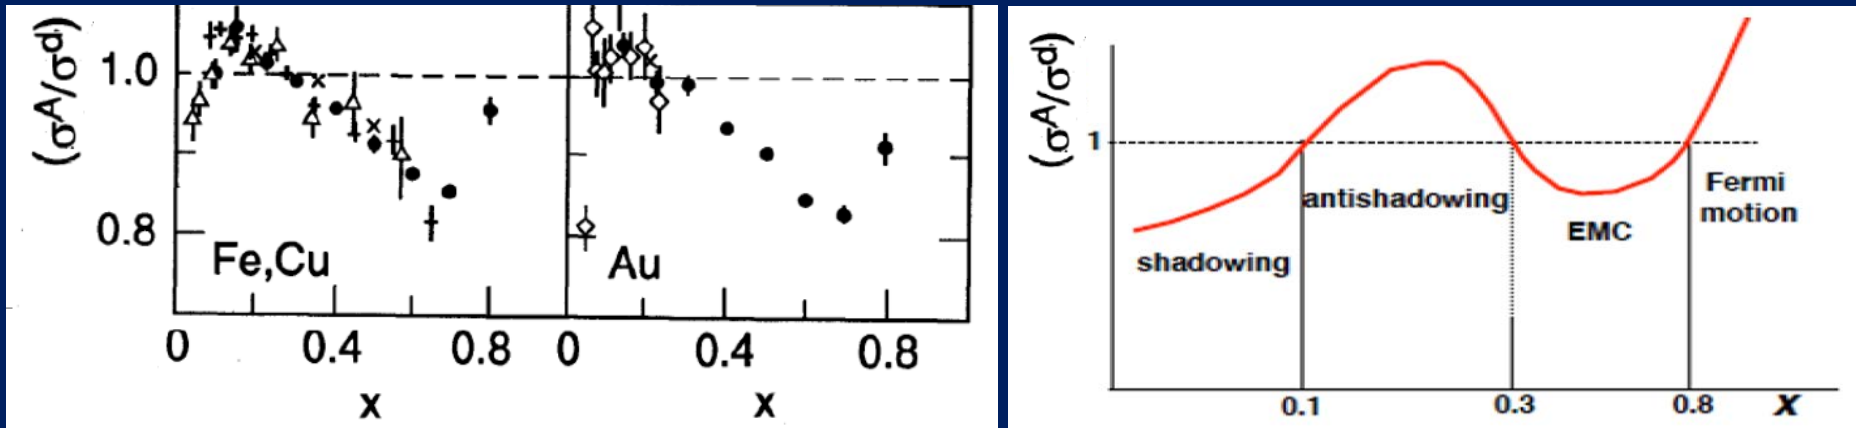 (σA/σd)
1.0
0.8
Fe,Cu
Au
0 0.4 0.8 0 0.4 0.8
x x
(σA/σd)
1
shadowing
antishadowing
EMC
Fermi
motion
0.1 0.3 0.8 x